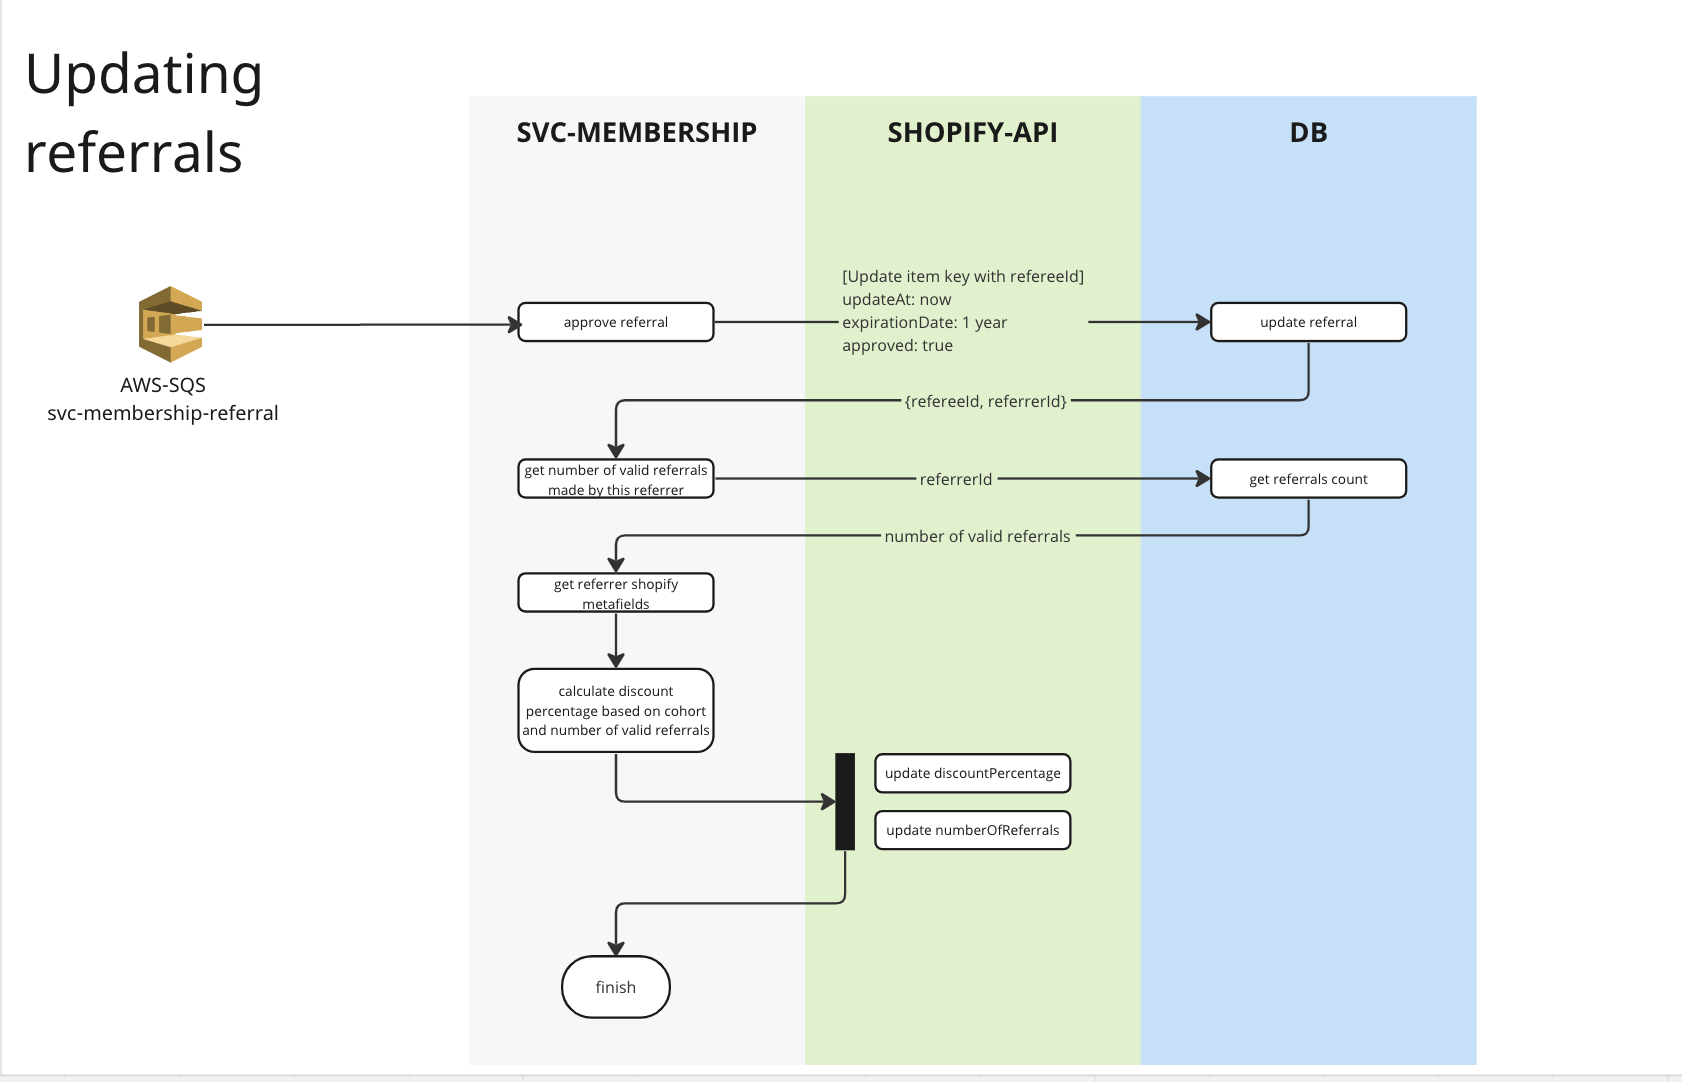 Updating
referrals
SVC-MEMBERSHIP
SHOPIFY-API
DB
[Update item key with refereeId]
updateAt: now
expirationDate: 1 year
approved: true
approve referral
update referral
AWS-SQS
svc-membership-referral
{refereeId, referrerId}
get number of valid referrals
made by this referrer
referrerId
get referrals count
number of valid referrals
get referrer shopify
metafields
calculate discount
percentage based on cohort
and number of valid referrals
update discountPercentage
update numberOfReferrals
finish